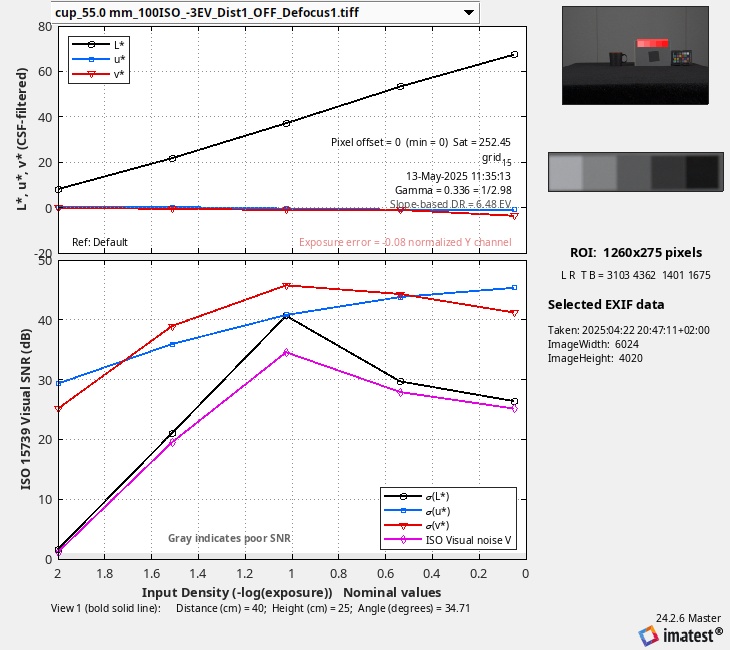 cup_55.0 mm_100ISO_-3EV_Dist1_OFF_Defocus1.tiff
L*, u*, v* (CSF-filtered)
80
60
40
20
0
-20
L*
u*
v*
Pixel offset = 0 (min = 0) Sat = 252.45
grid15
13-May-2025 11:35:13
Gamma = 0.336 = 1/2.98
Slope-based DR = 6.48 EV
Ref: Default
Exposure error = -0.08 normalized Y channel
ISO 15739 Visual SNR (dB)
50
40
30
20
10
0
σ(L*)
σ(u*)
σ(v*)
ISO Visual noise V
Gray indicates poor SNR
2 1.8 1.6 1.4 1.2 1 0.8 0.6 0.4 0.2 0
Input Density (-log(exposure)) Nominal values
View 1 (bold solid line): Distance (cm) = 40; Height (cm) = 25; Angle (degrees) = 34.71
ROI: 1260x275 pixels
L R T B = 3103 4362 1401 1675
Selected EXIF data
Taken: 2025:04:22 20:47:11+02:00
ImageWidth: 6024
ImageHeight: 4020
24.2.6 Master
imatest®